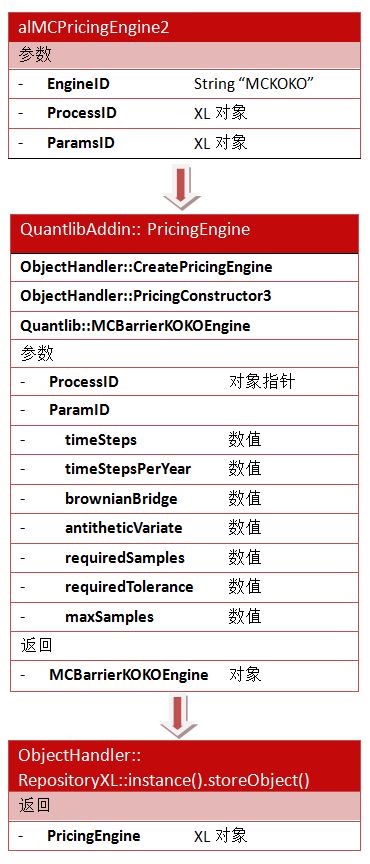 alMCPricingEngine2
参数
- EngineID String “MCKOKO”
- ProcessID XL 对象
- ParamsID XL 对象
QuantlibAddin:: PricingEngine
ObjectHandler::CreatePricingEngine
ObjectHandler::PricingConstructor3
Quantlib::MCBarrierKOKOEngine
参数
- ProcessID 对象指针
- ParamID
- timeSteps 数值
- timeStepsPerYear 数值
- brownianBridge 数值
- antitheticVariate 数值
- requiredSamples 数值
- requiredTolerance 数值
- maxSamples 数值
返回
- MCBarrierKOKOEngine 对象
ObjectHandler::
RepositoryXL::instance().storeObject()
返回
- PricingEngine XL 对象